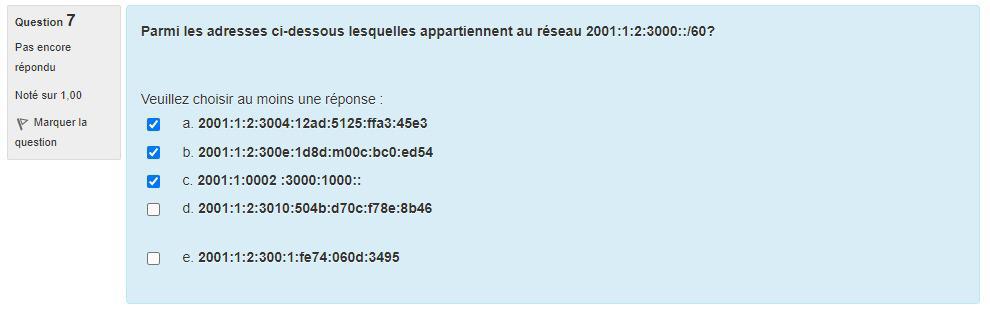 Question 7
Pas encore
répondu
Noté sur 1,00
Marquer la
question
Parmi les adresses ci-dessous lesquelles appartiennent au réseau 2001:1:2:3000::/60?
Veuillez choisir au moins une réponse :
a. 2001:1:2:3004:12ad:5125:ffa3:45e3
b. 2001:1:2:300e:1d8d:m00c:bc0:ed54
c. 2001:1:0002 :3000:1000::
d. 2001:1:2:3010:504b:d70c:f78e:8b46
e. 2001:1:2:300:1:fe74:060d:3495